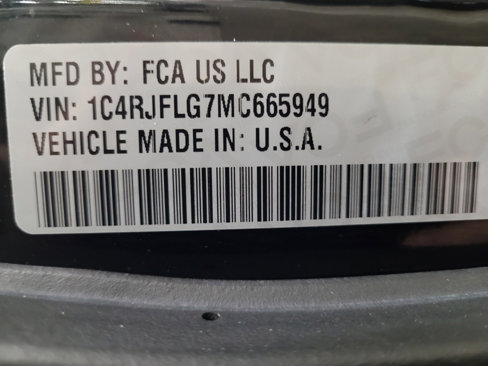 MFD BY: FCA US LLC
VIN: 1C4RJFLG7MC665949
VEHICLE MADE IN: U.S.A.